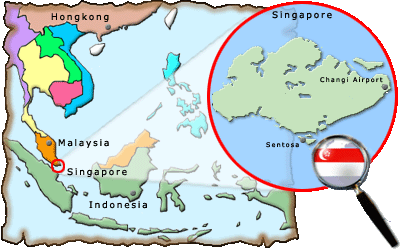 Hongkong
Singapore
Changi Airport
Malaysia
Sentosa
Singapore
Indonesia